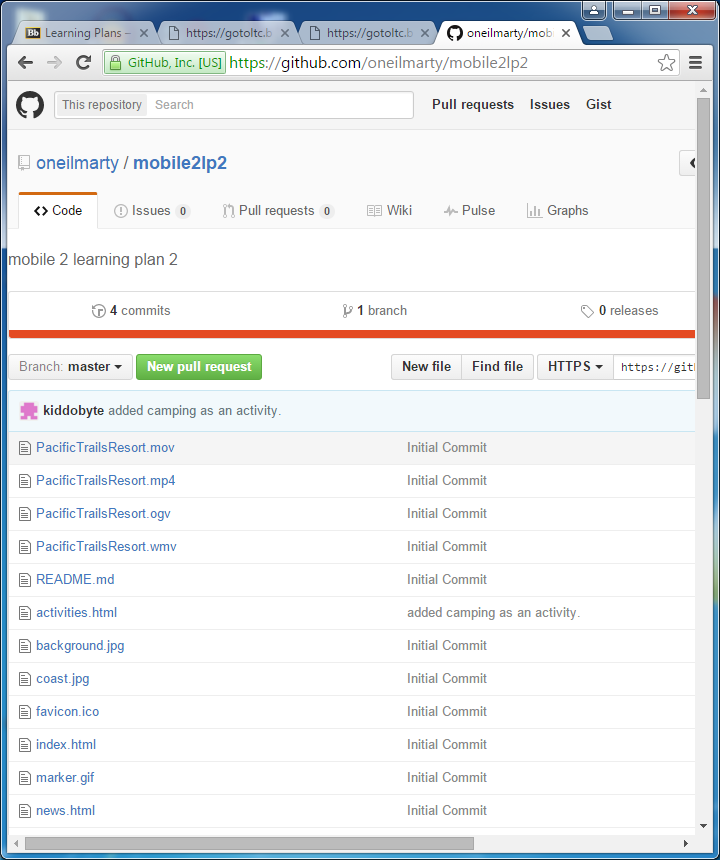 Bb Learning Plans – https://gotoltc.b https://gotoltc.b oneilmarty/mob
GitHub, Inc. [US] https://github.com/oneilmarty/mobile2lp2
This repository Search Pull requests Issues Gist
oneilmarty / mobile2lp2
Code Issues 0 Pull requests 0 Wiki Pulse Graphs
mobile 2 learning plan 2
4 commits 1 branch 0 releases
Branch: master New pull request New file Find file HTTPS https://git
kiddobyte added camping as an activity.
PacificTrailsResort.mov Initial Commit
PacificTrailsResort.mp4 Initial Commit
PacificTrailsResort.ogv Initial Commit
PacificTrailsResort.wmv Initial Commit
README.md Initial Commit
activities.html added camping as an activity.
background.jpg Initial Commit
coast.jpg Initial Commit
favicon.ico Initial Commit
index.html Initial Commit
marker.gif Initial Commit
news.html Initial Commit